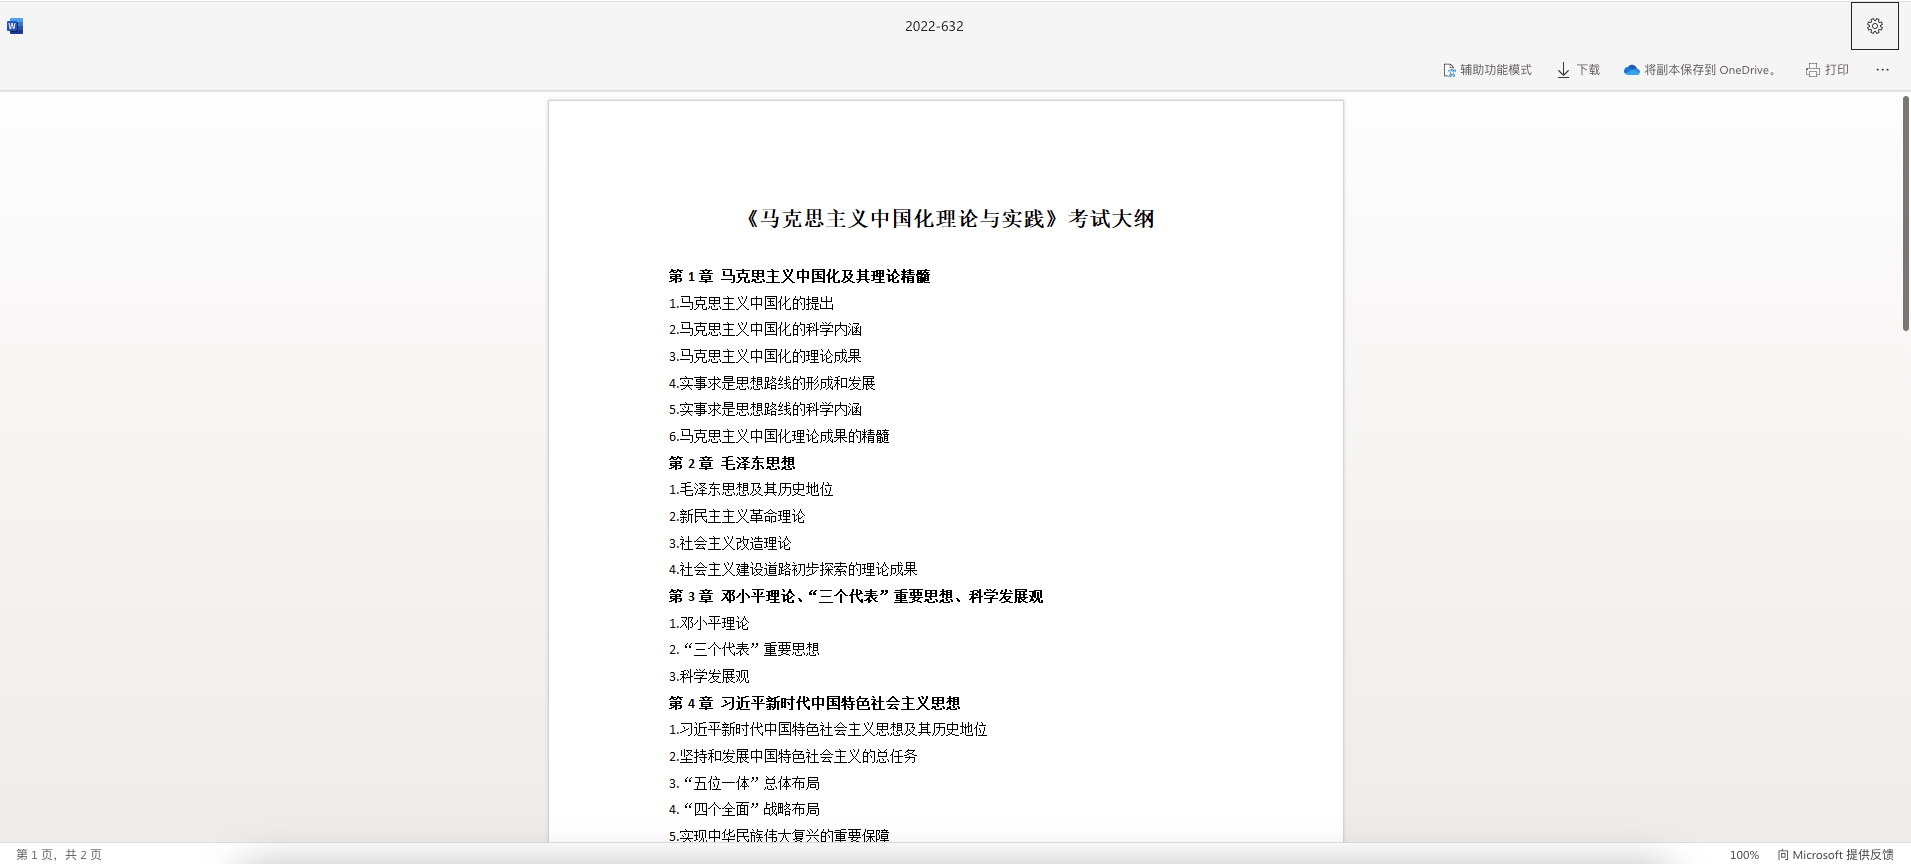 2022-632
辅助功能模式 下载 将副本保存到 OneDrive。 打印 ···
《马克思主义中国化理论与实践》考试大纲
第 1 章 马克思主义中国化及其理论精髓
1.马克思主义中国化的提出
2.马克思主义中国化的科学内涵
3.马克思主义中国化的理论成果
4.实事求是思想路线的形成和发展
5.实事求是思想路线的科学内涵
6.马克思主义中国化理论成果的精髓
第 2 章 毛泽东思想
1.毛泽东思想及其历史地位
2.新民主主义革命理论
3.社会主义改造理论
4.社会主义建设道路初步探索的理论成果
第 3 章 邓小平理论、“三个代表”重要思想、科学发展观
1.邓小平理论
2.“三个代表”重要思想
3.科学发展观
第 4 章 习近平新时代中国特色社会主义思想
1.习近平新时代中国特色社会主义思想及其历史地位
2.坚持和发展中国特色社会主义的总任务
3.“五位一体”总体布局
4.“四个全面”战略布局
5.实现中华民族伟大复兴的重要保障
第 1 页，共 2 页 100% 向 Microsoft 提供反馈